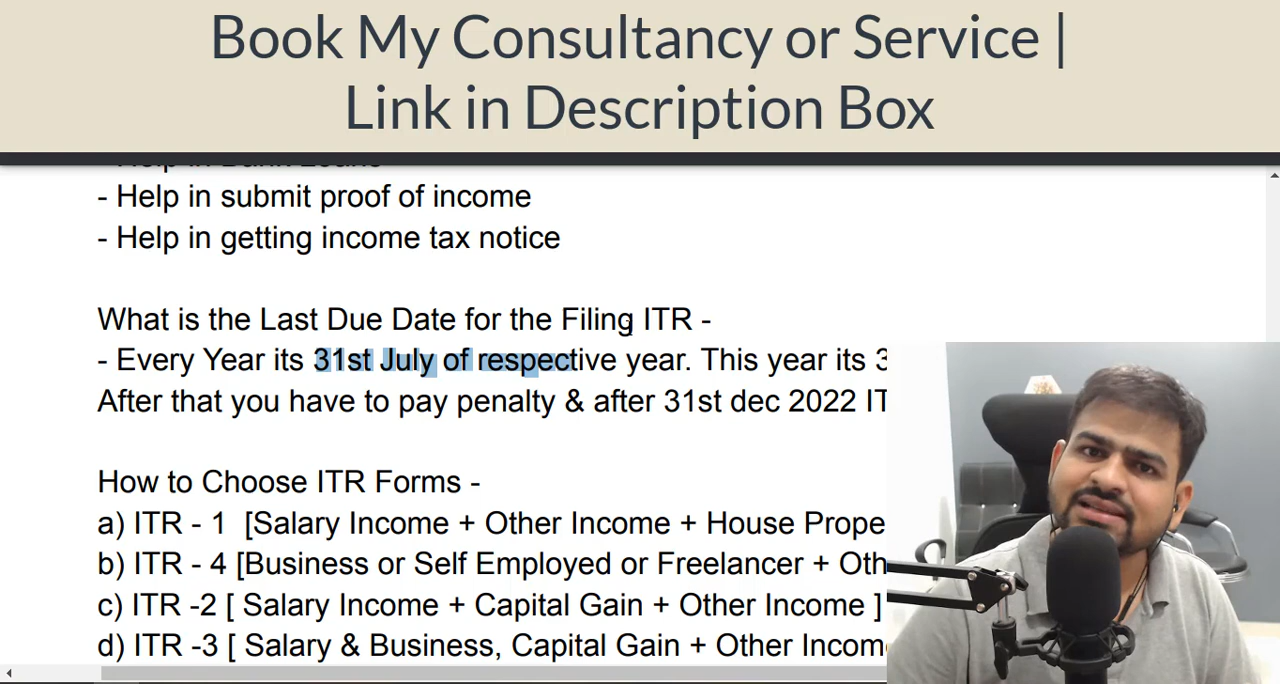 Book My Consultancy or Service |
Link in Description Box
- Help in Bank Loans
- Help in submit proof of income
- Help in getting income tax notice
What is the Last Due Date for the Filing ITR -
- Every Year its 31st July of respective year. This year its
After that you have to pay penalty & after 31st dec 2022
How to Choose ITR Forms -
a) ITR - 1 [Salary Income + Other Income + House
b) ITR - 4 [Business or Self Employed or Freelancer +
c) ITR -2 [ Salary Income + Capital Gain + Other Income ]
d) ITR -3 [ Salary & Business, Capital Gain + Other